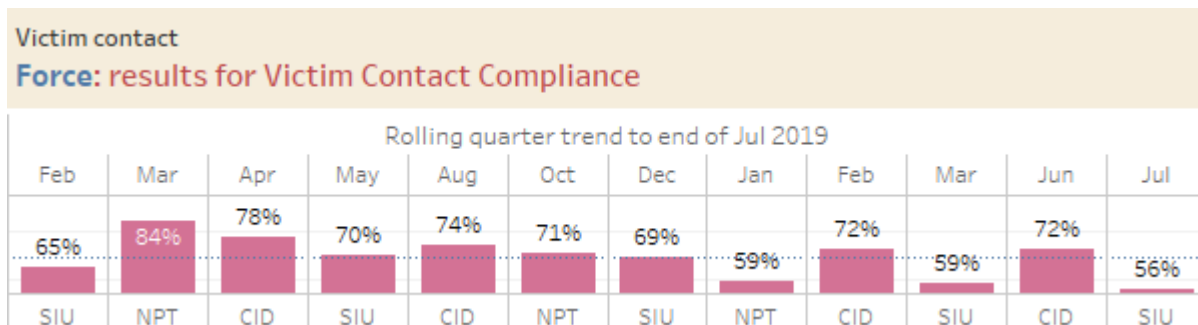 Victim contact
Force: results for Victim Contact Compliance
Rolling quarter trend to end of Jul 2019
Feb Mar Apr May Aug Oct Dec Jan Feb Mar Jun Jul
65% 84% 78% 70% 74% 71% 69% 59% 72% 59% 72% 56%
SIU NPT CID SIU CID NPT SIU NPT CID SIU CID SIU